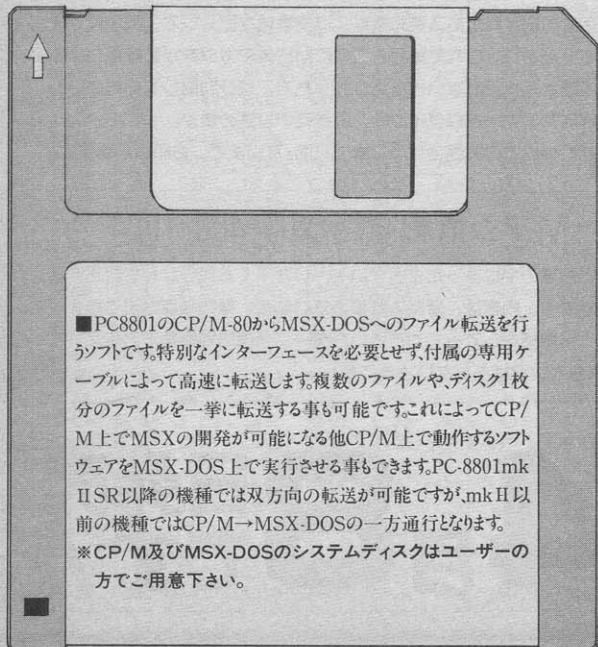 ■PC8801のCP/M-80からMSX-DOSへのファイル転送を行
うソフトです。特別なインターフェースを必要とせず、付属の専用ケ
ーブルによって高速に転送します。複数のファイルや、ディスク1枚
分のファイルを一挙に転送する事も可能です。これによってCP/
M上でMSXの開発が可能になる他CP/M上で動作するソフト
ウェアをMSX-DOS上で実行させる事もできます。PC-8801mk
ⅡSR以降の機種では双方向の転送が可能ですが、mkⅡ以
前の機種ではCP/M→MSX-DOSの一方通行となります。
※CP/M及びMSX-DOSのシステムディスクはユーザーの
方でご用意下さい。